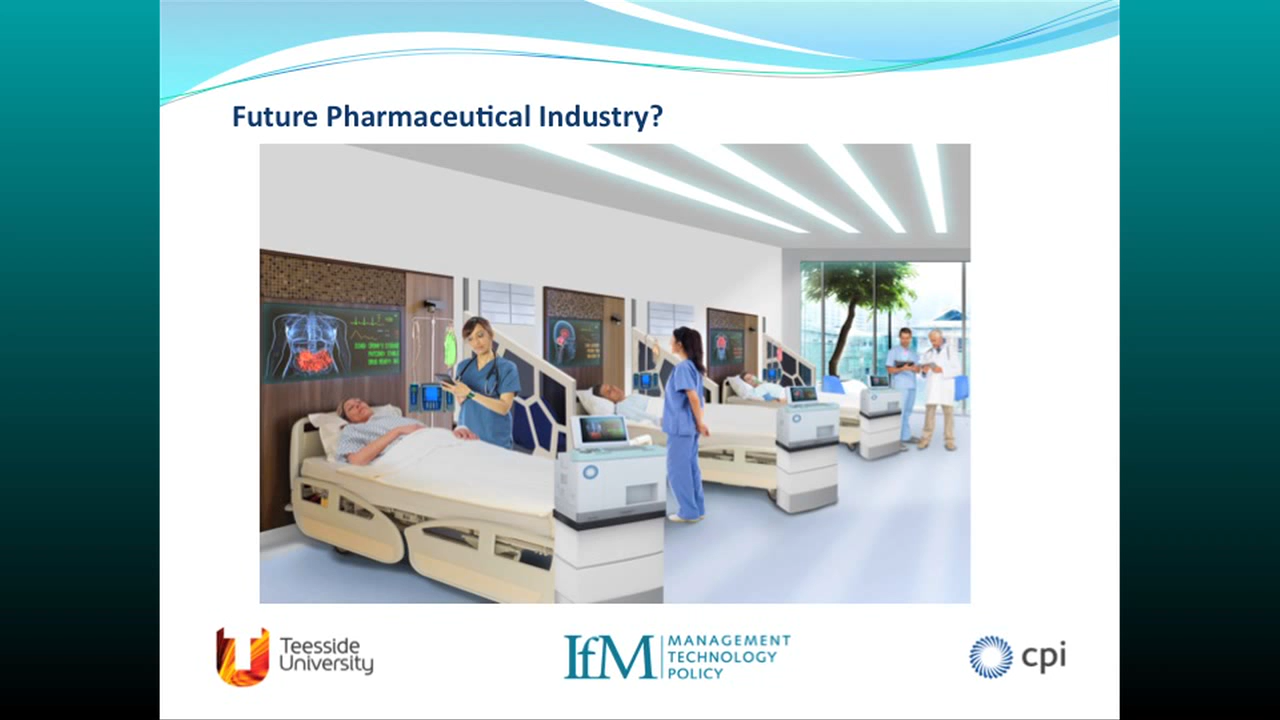 Future Pharmaceutical Industry?
Teesside
University
IfM
MANAGEMENT
TECHNOLOGY
POLICY
cpi